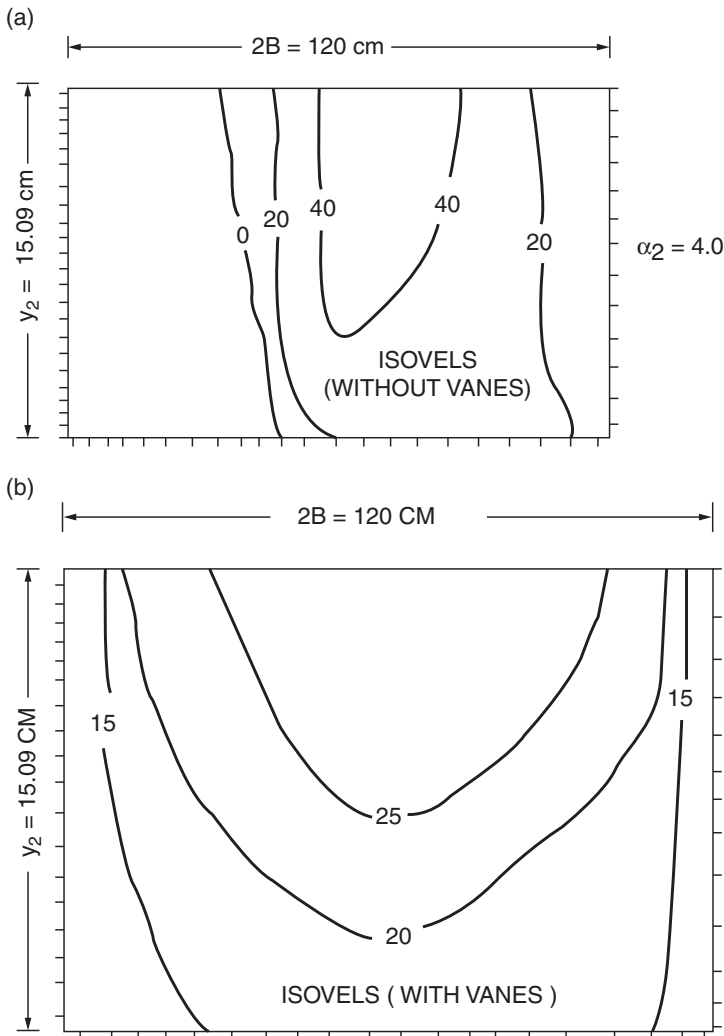 (a)
2B = 120 cm
y2 = 15.09 cm
0
20
40
40
20
α2 = 4.0
ISOVELS
(WITHOUT VANES)
(b)
2B = 120 CM
y2 = 15.09 CM
15
15
25
20
ISOVELS ( WITH VANES )